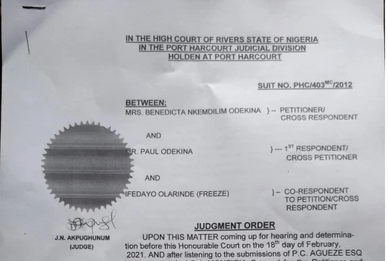 IN THE HIGH COURT OF RIVERS STATE OF NIGERIA
IN THE PORT HARCOURT JUDICIAL DIVISION
HOLDEN AT PORT HARCOURT
SUIT NO. PHC/403MC/2012
BETWEEN:
MRS. BENEDICTA NKEMDILIM ODEKINA } – PETITIONER/
CROSS RESPONDENT
AND
R. PAUL ODEKINA } --- 1ST RESPONDENT/
CROSS PETITIONER
AND
IFEDAYO OLARINDE (FREEZE) } – CO-RESPONDENT
TO PETITION/CROSS
RESPONDENT
J.N. AKPUGHUNUM
(JUDGE)
JUDGMENT ORDER
UPON THIS MATTER coming up for hearing and determina-
tion before this Honourable Court on the 18th day of February,
2021. AND after listening to the submissions of P.C. AGUEZE ESQ